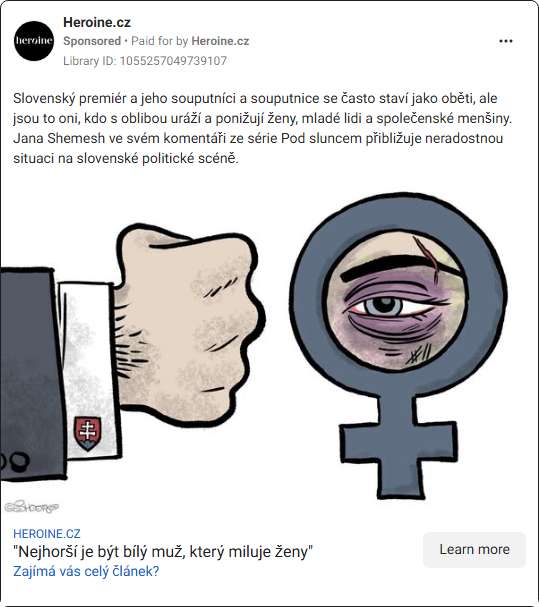 heroine
Heroine.cz
Sponsored • Paid for by Heroine.cz
Library ID: 1055257049739107
Slovenský premiér a jeho souputníci a souputnice se často staví jako oběti, ale
jsou to oni, kdo s oblibou uráží a ponižují ženy, mladé lidi a společenské menšiny.
Jana Shemesh ve svém komentáři ze série Pod sluncem přibližuje neradostnou
situaci na slovenské politické scéně.
HEROINE.CZ
"Nejhorší je být bílý muž, který miluje ženy"
Zajímá vás celý článek?
Learn more